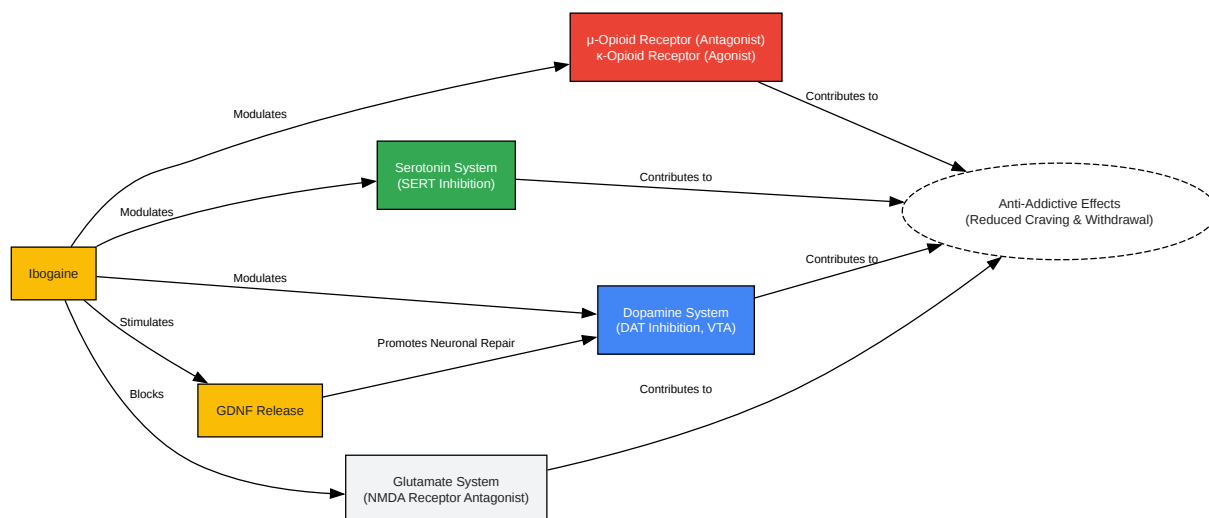 μ-Opioid Receptor (Antagonist)
κ-Opioid Receptor (Agonist)
Contributes to
Modulates
Serotonin System
(SERT Inhibition)
Contributes to
Modulates
Anti-Addictive Effects
(Reduced Craving & Withdrawal)
Ibogaine
Modulates
Contributes to
Dopamine System
(DAT Inhibition, VTA)
Stimulates
Promotes Neuronal Repair
Blocks
GDNF Release
Contributes to
Glutamate System
(NMDA Receptor Antagonist)